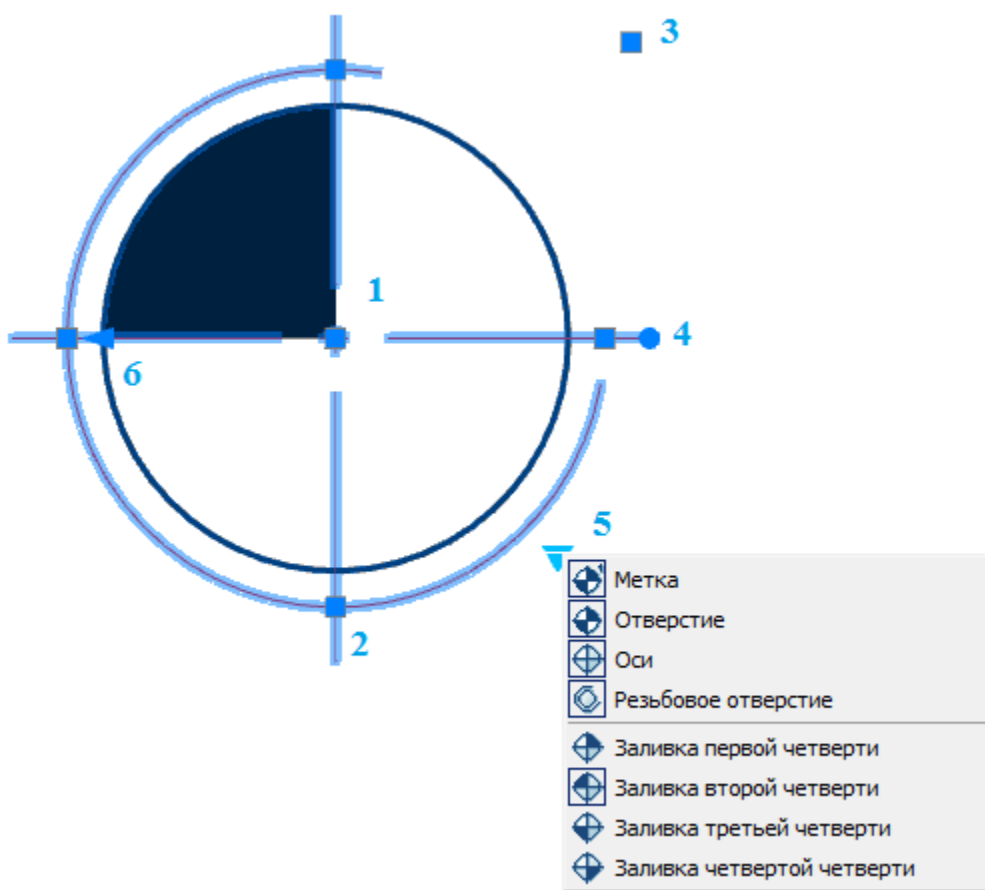 3
1
4
6
5
2
Метка
Отверстие
Оси
Резьбовое отверстие
Заливка первой четверти
Заливка второй четверти
Заливка третьей четверти
Заливка четвертой четверти